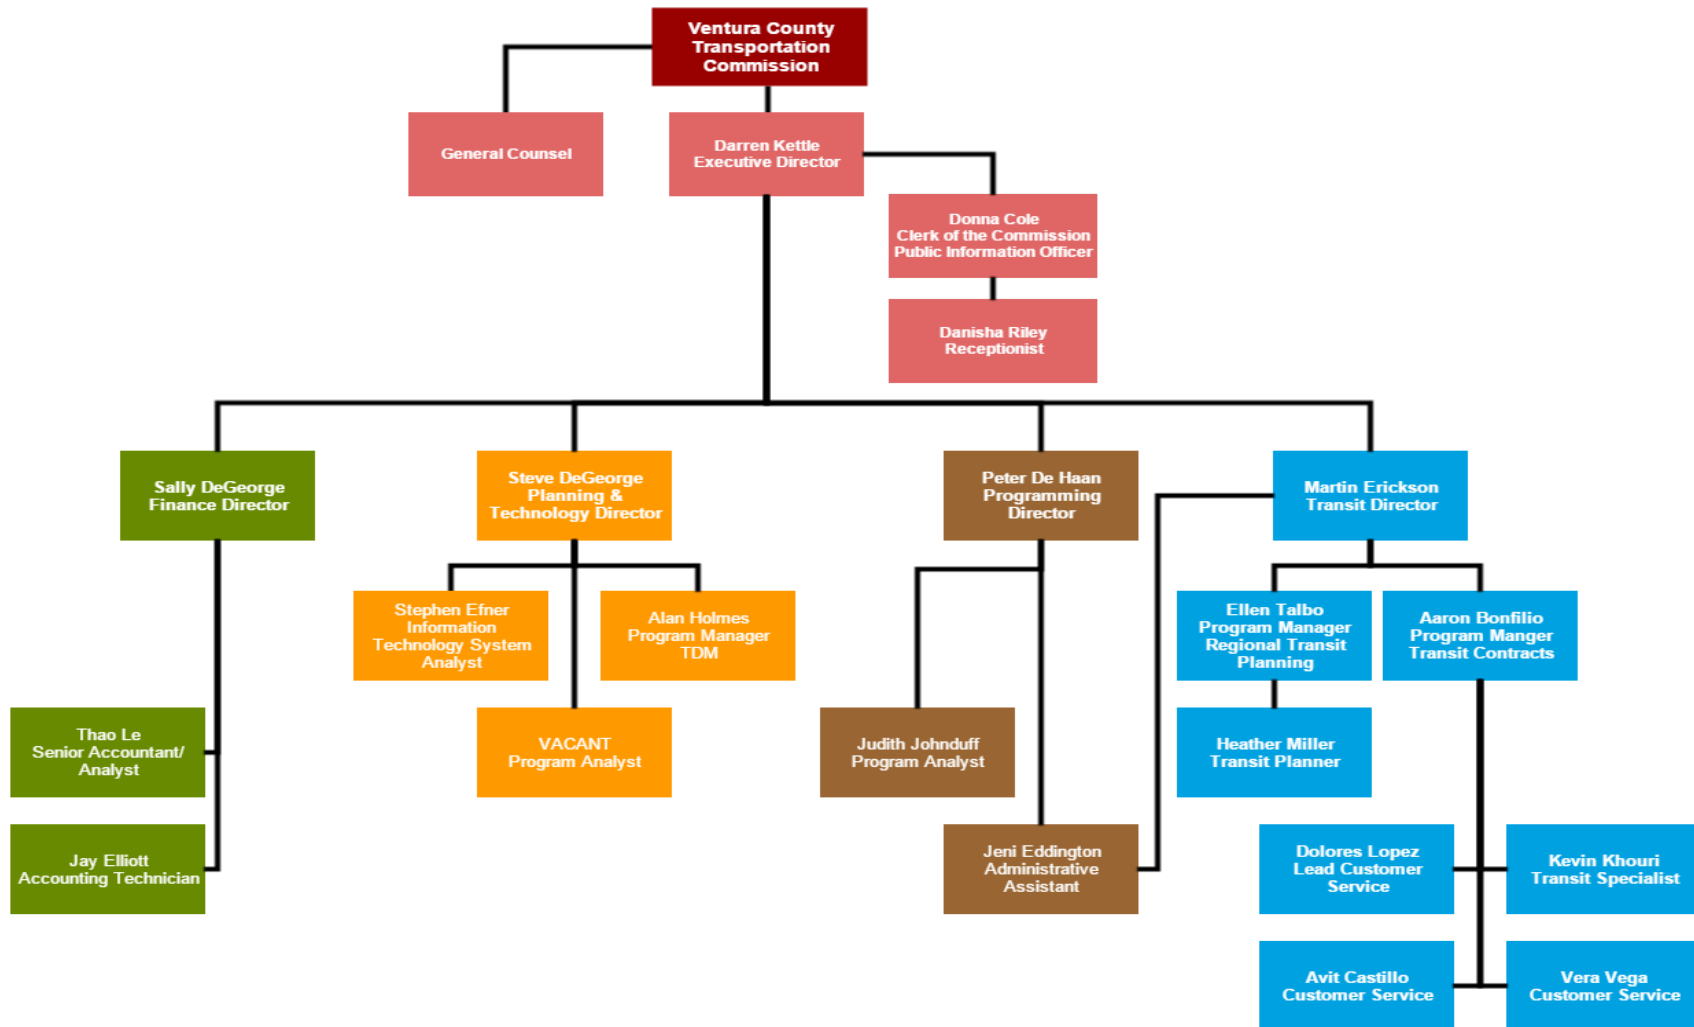 Ventura County
Transportation
Commission
General Counsel
Darren Kettle
Executive Director
Donna Cole
Clerk of the Commission
Public Information Officer
Danisha Riley
Receptionist
Sally DeGeorge
Finance Director
Steve DeGeorge
Planning &
Technology Director
Peter De Haan
Programming
Director
Martin Erickson
Transit Director
Stephen Efner
Information
Technology System
Analyst
Alan Holmes
Program Manager
TDM
Ellen Talbo
Program Manager
Regional Transit
Planning
Aaron Bonfilio
Program Manger
Transit Contracts
Thao Le
Senior Accountant/
Analyst
VACANT
Program Analyst
Judith Johnduff
Program Analyst
Heather Miller
Transit Planner
Jay Elliott
Accounting Technician
Jeni Eddington
Administrative
Assistant
Dolores Lopez
Lead Customer
Service
Kevin Khouri
Transit Specialist
Avit Castillo
Customer Service
Vera Vega
Customer Service